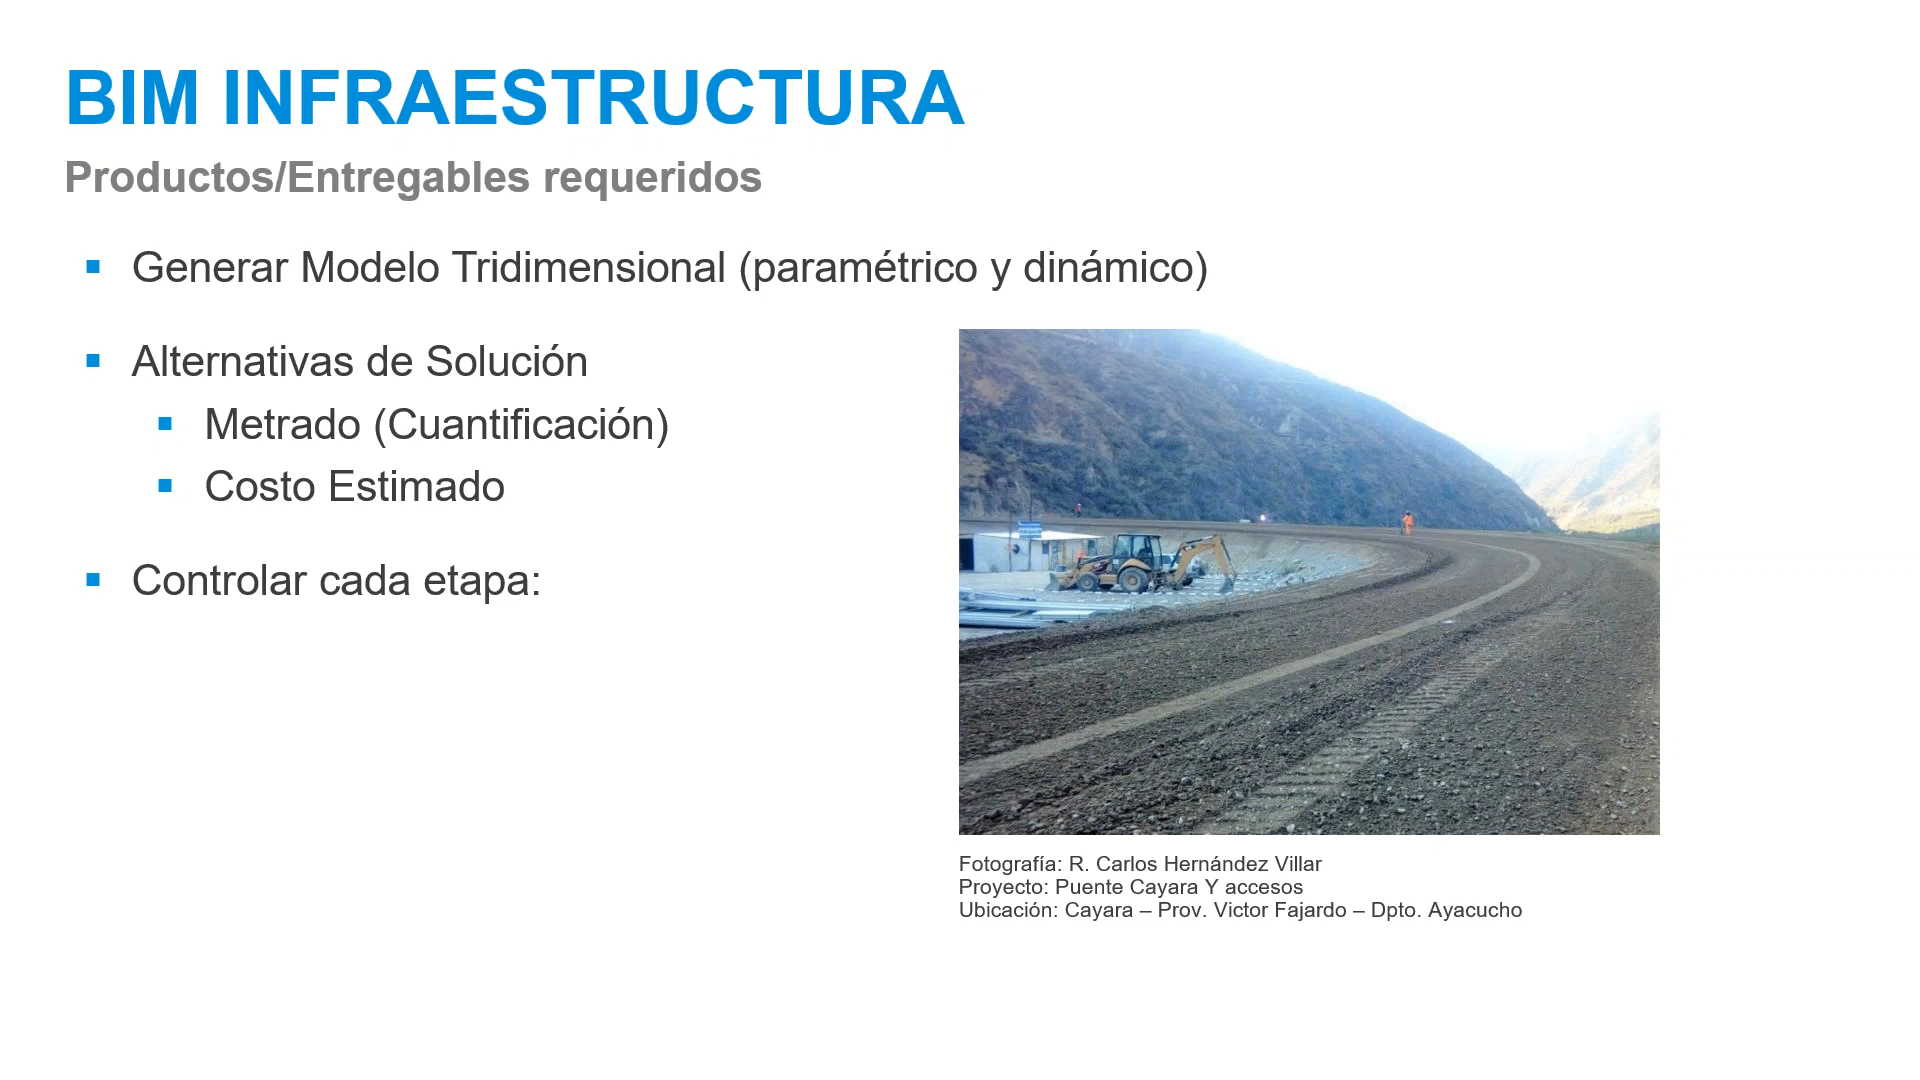 BIM INFRAESTRUCTURA
Productos/Entregables requeridos
Generar Modelo Tridimensional (paramétrico y dinámico)
Alternativas de Solución
Metrado (Cuantificación)
Costo Estimado
Controlar cada etapa:
Fotografía: R. Carlos Hernández Villar
Proyecto: Puente Cayara Y accesos
Ubicación: Cayara – Prov. Victor Fajardo – Dpto. Ayacucho